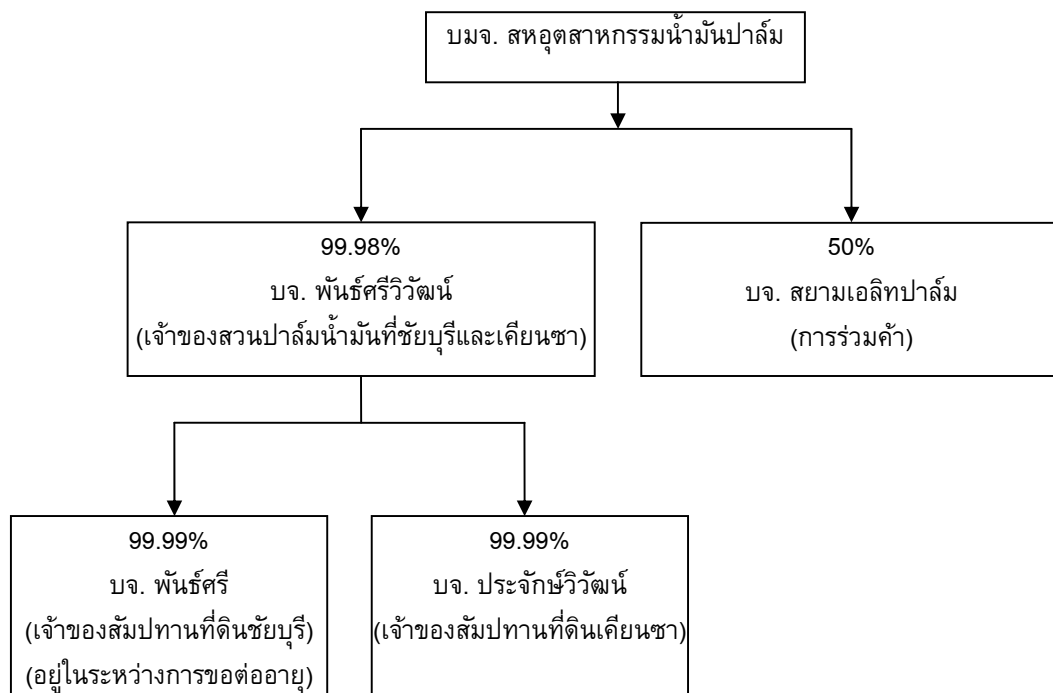 บมจ. สหอุตสาหกรรมน้ำมันปาล์ม
99.98%
บจ. พันธ์ศรีวิวัฒน์
(เจ้าของสวนปาล์มน้ำมันที่ชัยบุรีและเคียนซา)
50%
บจ. สยามเอลิทปาล์ม
(การร่วมค้า)
99.99%
บจ. พันธ์ศรี
(เจ้าของสัมปทานที่ดินชัยบุรี)
(อยู่ในระหว่างการขอต่ออายุ)
99.99%
บจ. ประจักษ์วิวัฒน์
(เจ้าของสัมปทานที่ดินเคียนซา)